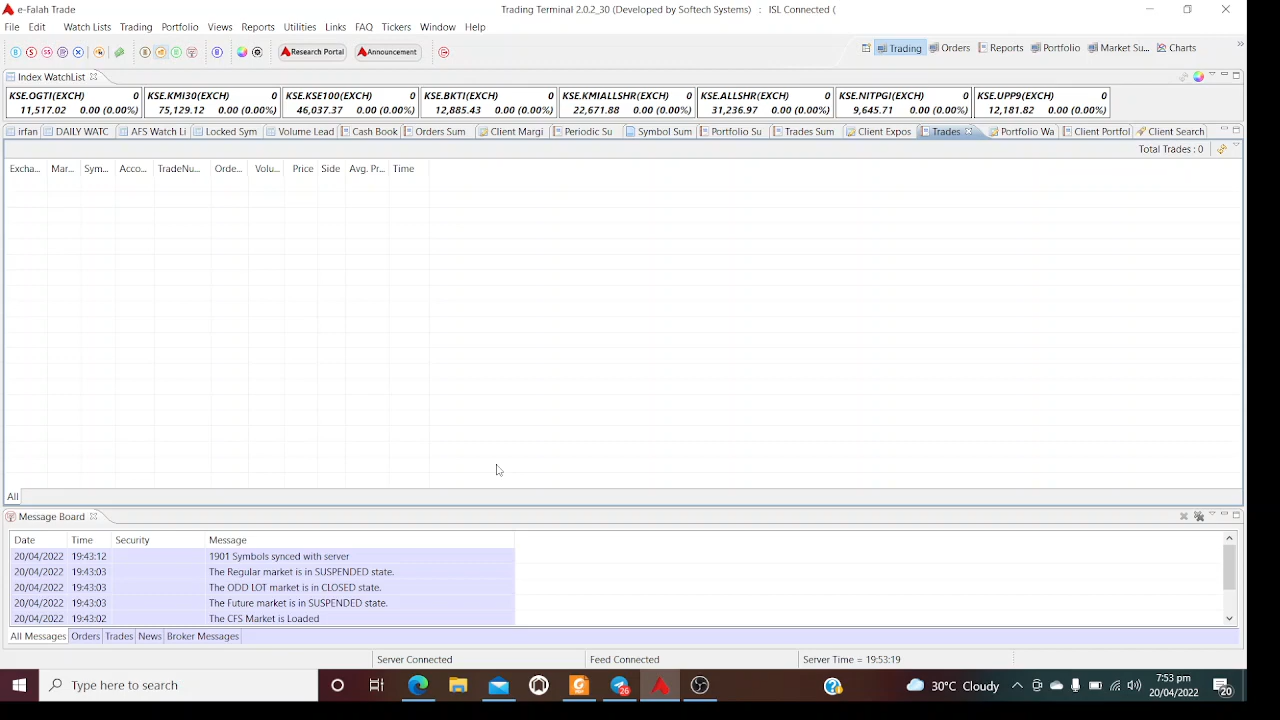 e-Falah Trade
Trading Terminal 2.0.2_30 (Developed by Softech Systems) : ISL Connected (
File Edit Watch Lists Trading Portfolio Views Reports Utilities Links FAQ Tickers Window Help
Research Portal Announcement
Trading Orders Reports Portfolio Market Su... Charts
Index WatchList
KSE.OGTI(EXCH) 0 KSE.KMI30(EXCH) 0 KSE.KSE100(EXCH) 0 KSE.BKTI(EXCH) 0 KSE.KMIALLSHR(EXCH) 0 KSE.ALLSHR(EXCH) 0 KSE.NITPGI(EXCH) 0 KSE.UPP9(EXCH) 0
11,517.02 0.00 (0.00%) 75,129.12 0.00 (0.00%) 46,037.37 0.00 (0.00%) 12,885.43 0.00 (0.00%) 22,671.88 0.00 (0.00%) 31,236.97 0.00 (0.00%) 9,645.71 0.00 (0.00%) 12,181.82 0.00 (0.00%)
irfan DAILY WATC AFS Watch Li Locked Sym Volume Lead Cash Book Orders Sum Client Margi Periodic Su Symbol Sum Portfolio Su Trades Sum Client Expos Trades Portfolio Wa Client Portfol Client Search
Total Trades : 0
Excha... Mar... Sym... Acco... TradeNu... Orde... Volu... Price Side Avg. Pr... Time
All
Message Board
Date Time Security Message
20/04/2022 19:43:12 1901 Symbols synced with server
20/04/2022 19:43:03 The Regular market is in SUSPENDED state.
20/04/2022 19:43:03 The ODD LOT market is in CLOSED state.
20/04/2022 19:43:03 The Future market is in SUSPENDED state.
20/04/2022 19:43:02 The CFS Market is Loaded
All Messages Orders Trades News Broker Messages
Server Connected Feed Connected Server Time = 19:53:19
Type here to search
26
30°C Cloudy
7:53 pm
20/04/2022
20